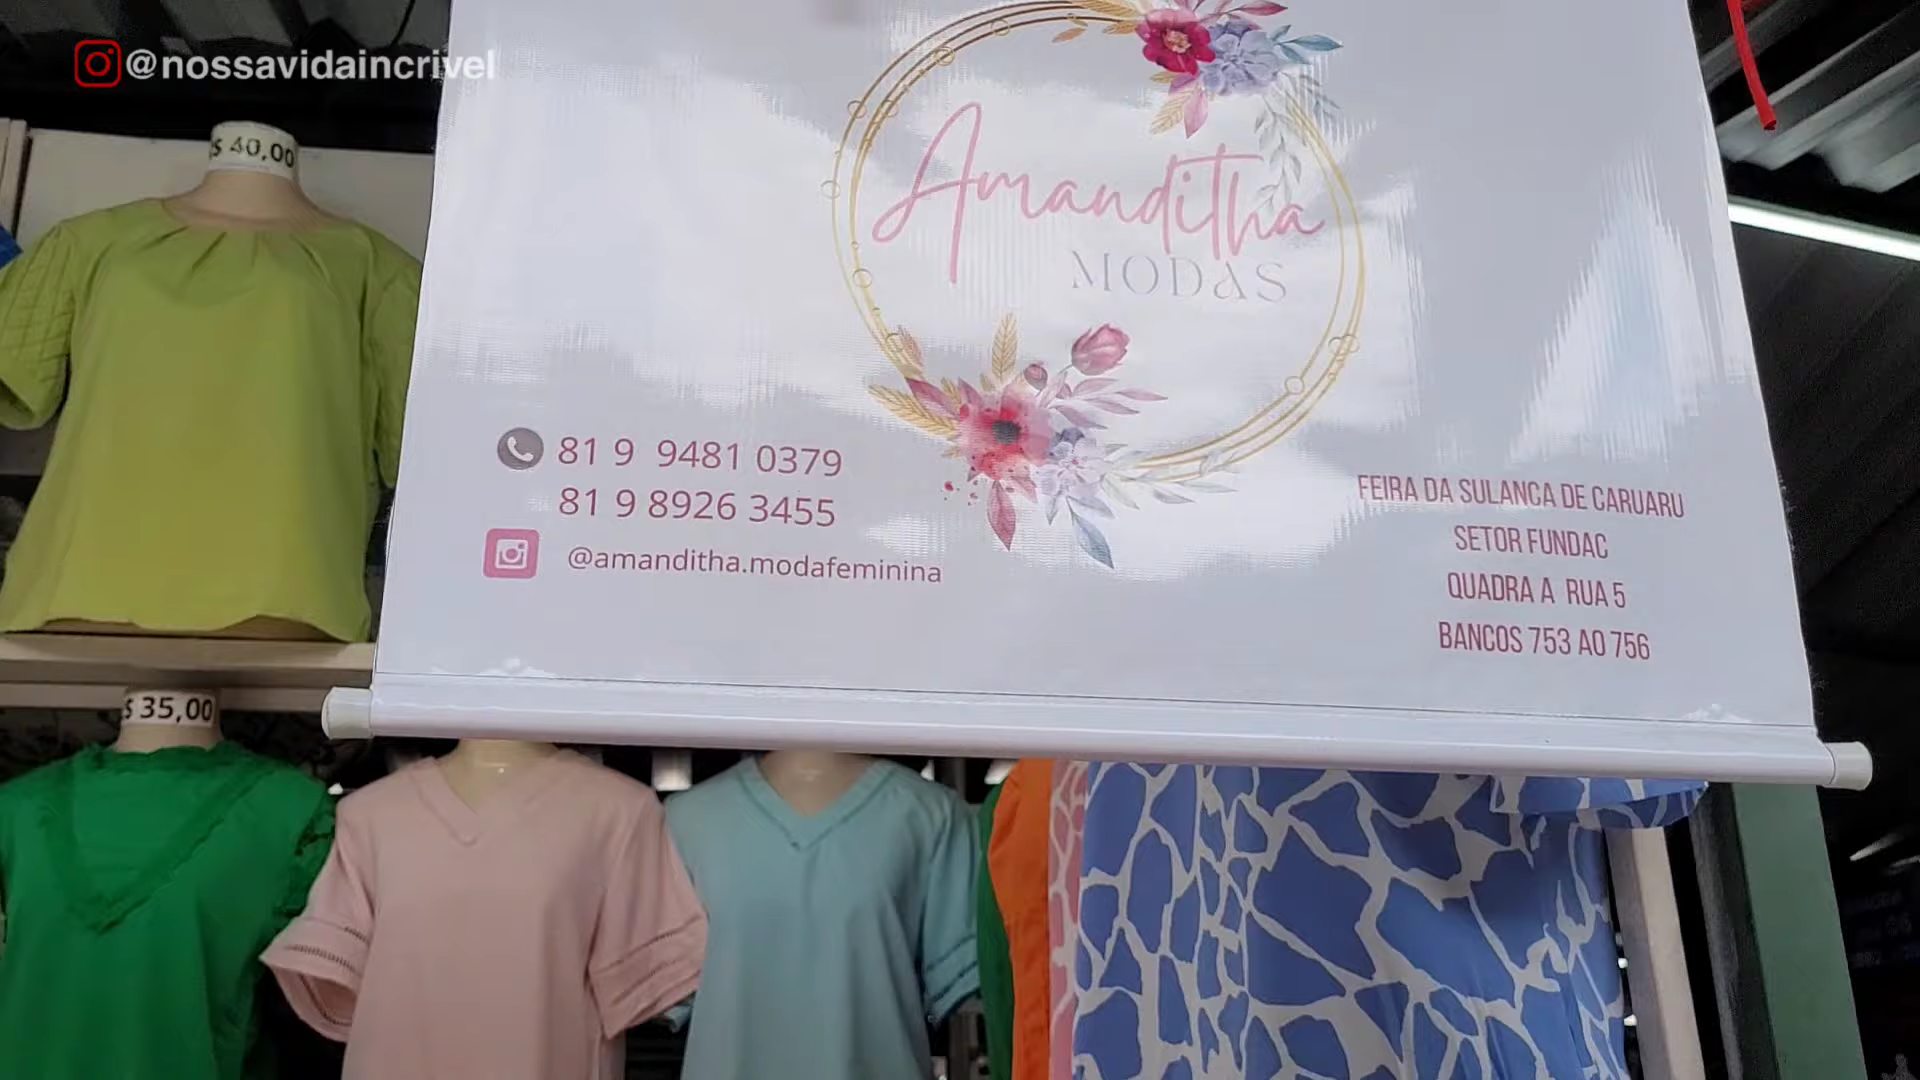 @nossavidaincrivel
$ 40,00
Amanditha
MODAS
81 9 9481 0379
81 9 8926 3455
@amanditha.modafeminina
FEIRA DA SULANCA DE CARUARU
SETOR FUNDAC
QUADRA A RUA 5
BANCOS 753 AO 756
$ 35,00